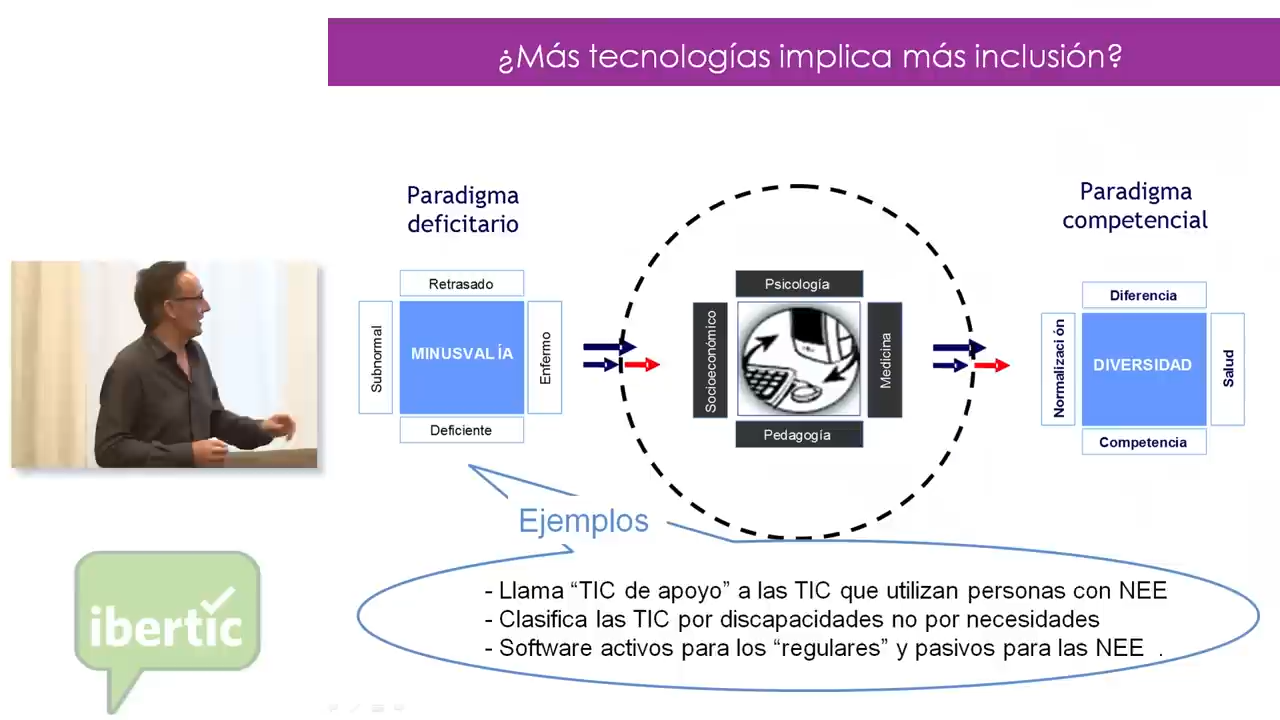 ¿Más tecnologías implica más inclusión?
Paradigma
deficitario
Retrasado
Subnormal
MINUSVALÍA
Enfermo
Deficiente
Psicología
Socioeconómico
Medicina
Pedagogía
Paradigma
competencial
Diferencia
Normalización
DIVERSIDAD
Salud
Competencia
Ejemplos
- Llama “TIC de apoyo” a las TIC que utilizan personas con NEE
- Clasifica las TIC por discapacidades no por necesidades
- Software activos para los “regulares” y pasivos para las NEE .
ibertic